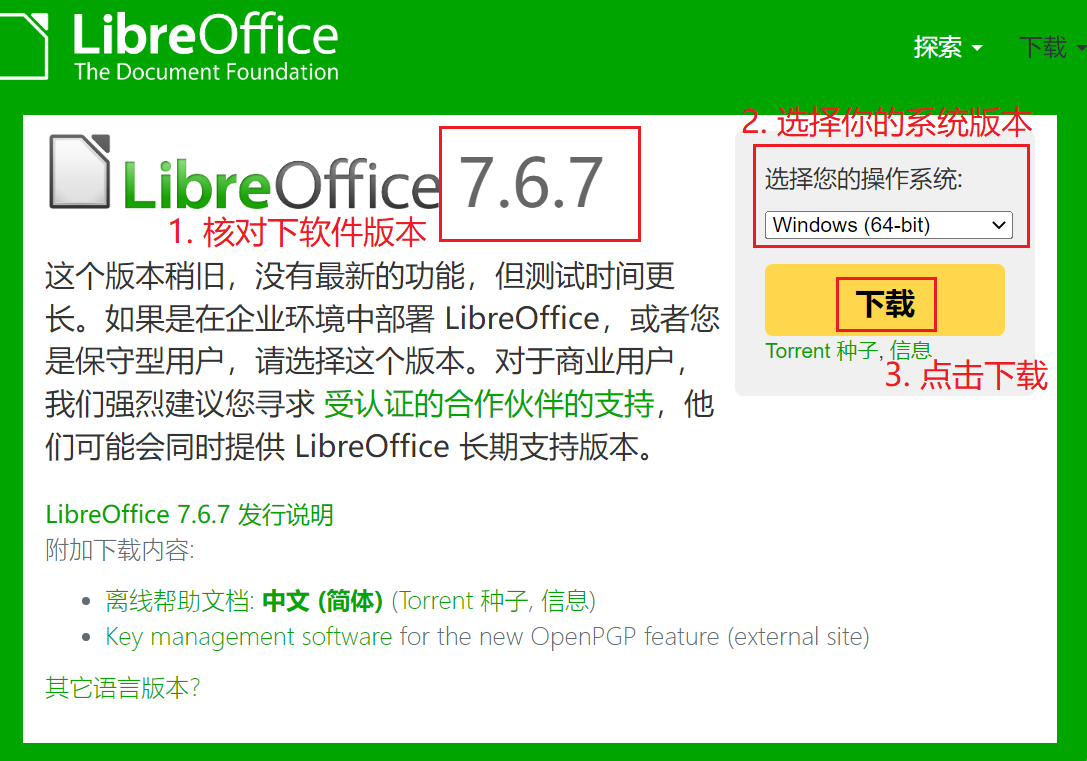 LibreOffice
The Document Foundation
探索
下载
2. 选择你的系统版本
LibreOffice 7.6.7
选择您的操作系统:
Windows (64-bit)
1. 核对下软件版本
下载
Torrent 种子, 信息
3. 点击下载
这个版本稍旧，没有最新的功能，但测试时间更
长。如果是在企业环境中部署 LibreOffice，或者您
是保守型用户，请选择这个版本。对于商业用户，
我们强烈建议您寻求 受认证的合作伙伴的支持，他
们可能会同时提供 LibreOffice 长期支持版本。
LibreOffice 7.6.7 发行说明
附加下载内容:
离线帮助文档: 中文 (简体) (Torrent 种子, 信息)
Key management software for the new OpenPGP feature (external site)
其它语言版本?